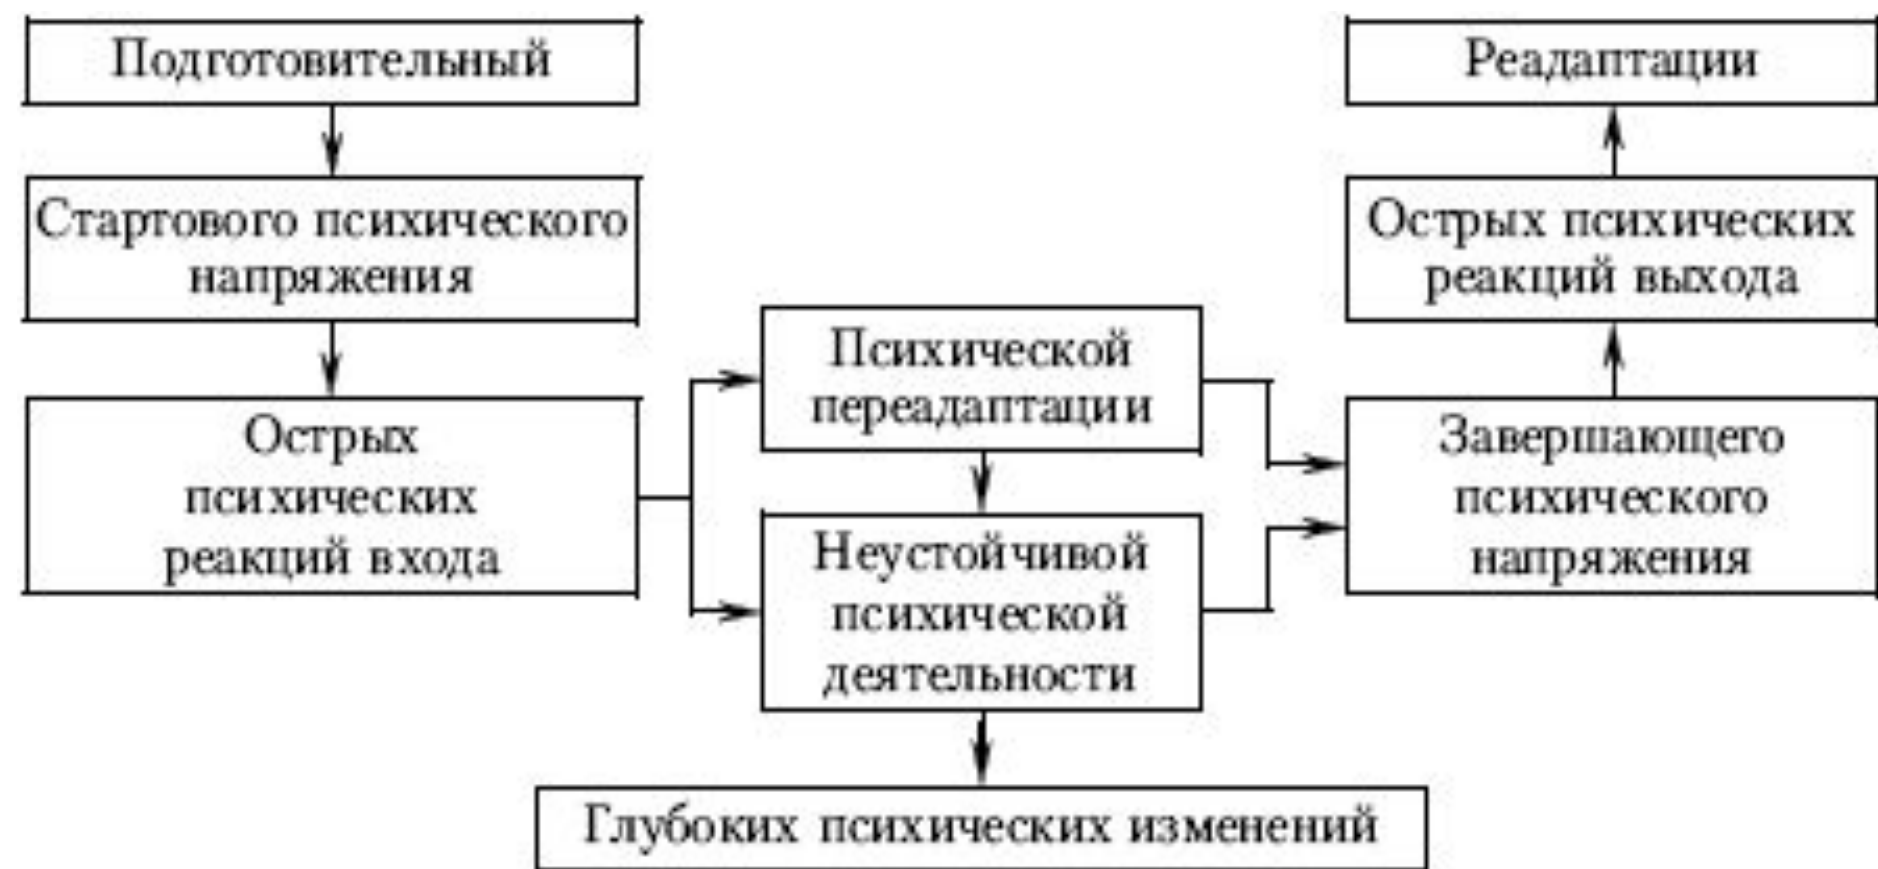 Подготовительный
Стартового психического
напряжения
Острых
психических
реакций входа
Психической
переадаптации
Неустойчивой
психической
деятельности
Глубоких психических изменений
Реадаптации
Острых психических
реакций выхода
Завершающего
психического
напряжения